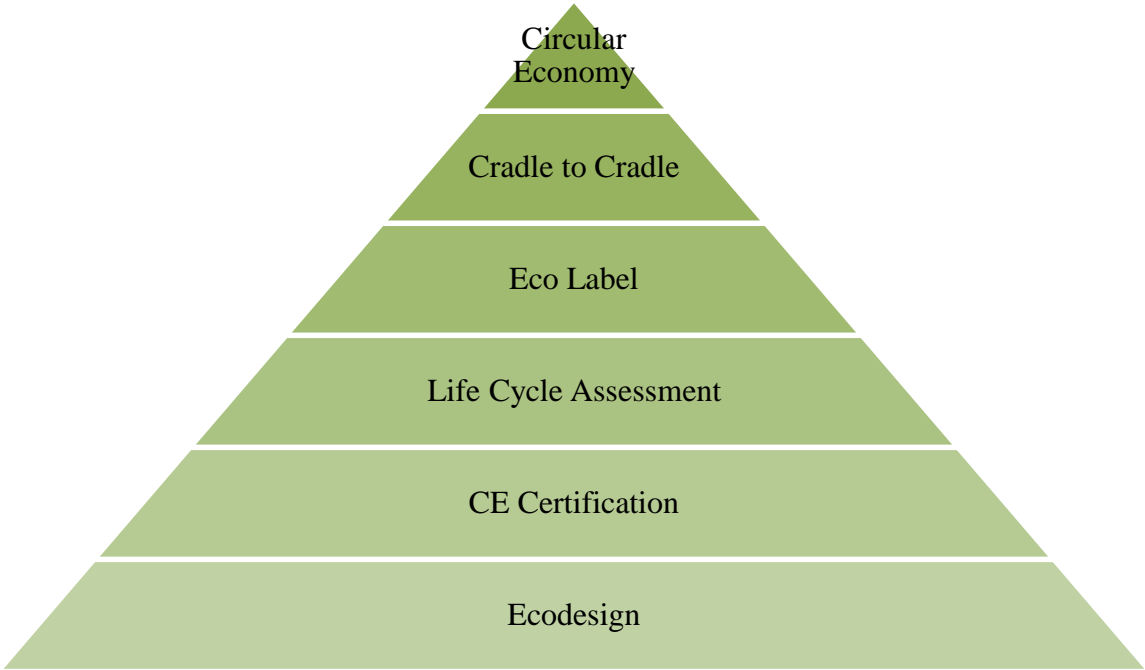 Circular
Economy
Cradle to Cradle
Eco Label
Life Cycle Assessment
CE Certification
Ecodesign